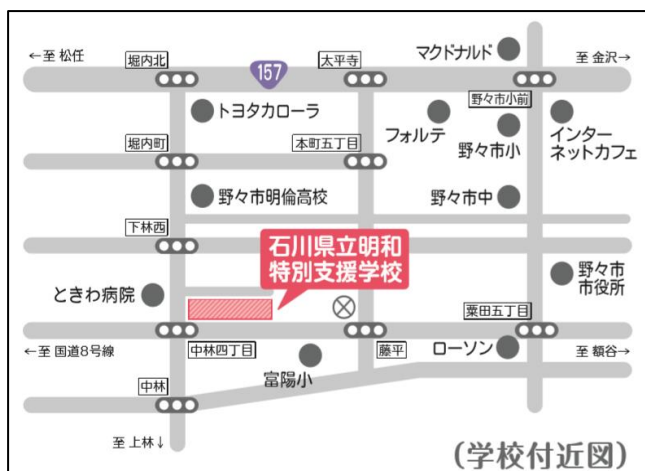 マクドナルド
←至 松任
堀内北
157
太平寺
至 金沢→
野々市小前
トヨタカローラ
フォルテ
野々市小
インター
ネットカフェ
堀内町
本町五丁目
野々市明倫高校
野々市中
下林西
石川県立明和
特別支援学校
野々市
市役所
ときわ病院
粟田五丁目
←至 国道8号線
中林四丁目
藤平
ローソン
至 額谷→
富陽小
中林
至 上林↓
(学校付近図)